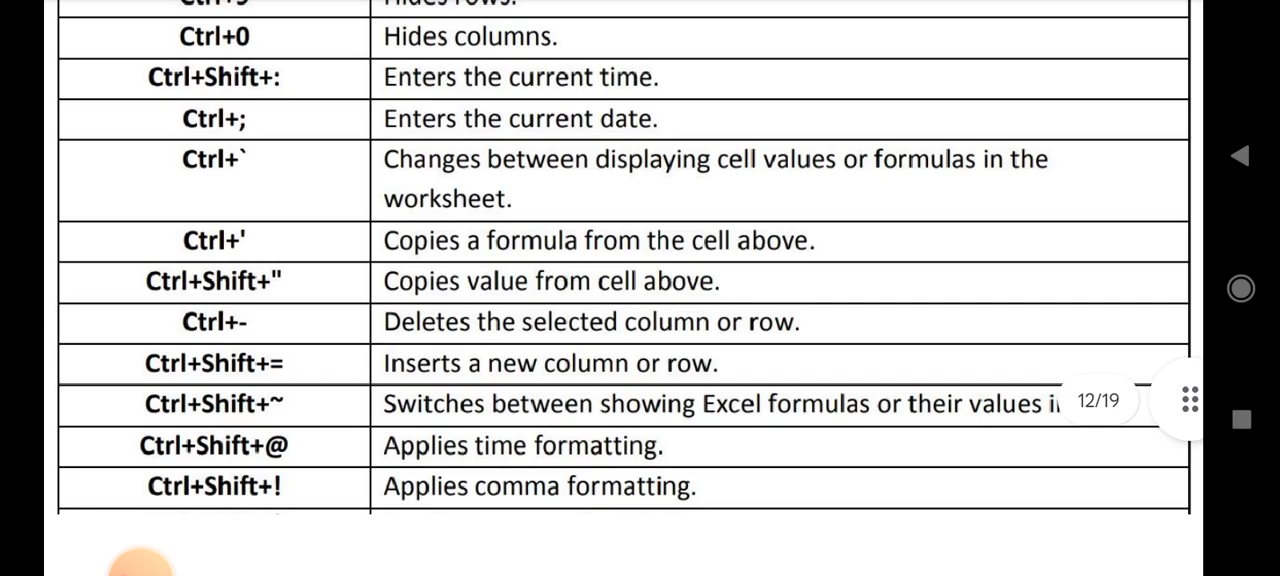 Ctrl+0 Hides columns.
Ctrl+Shift+: Enters the current time.
Ctrl+; Enters the current date.
Ctrl+` Changes between displaying cell values or formulas in the
worksheet.
Ctrl+' Copies a formula from the cell above.
Ctrl+Shift+" Copies value from cell above.
Ctrl+- Deletes the selected column or row.
Ctrl+Shift+= Inserts a new column or row.
Ctrl+Shift+~ Switches between showing Excel formulas or their values
12/19
Ctrl+Shift+@ Applies time formatting.
Ctrl+Shift+! Applies comma formatting.